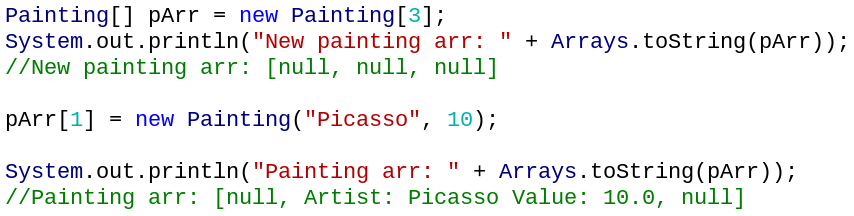 Painting[] pArr = new Painting[3];
System.out.println("New painting arr: " + Arrays.toString(pArr));
//New painting arr: [null, null, null]
pArr[1] = new Painting("Picasso", 10);
System.out.println("Painting arr: " + Arrays.toString(pArr));
//Painting arr: [null, Artist: Picasso Value: 10.0, null]